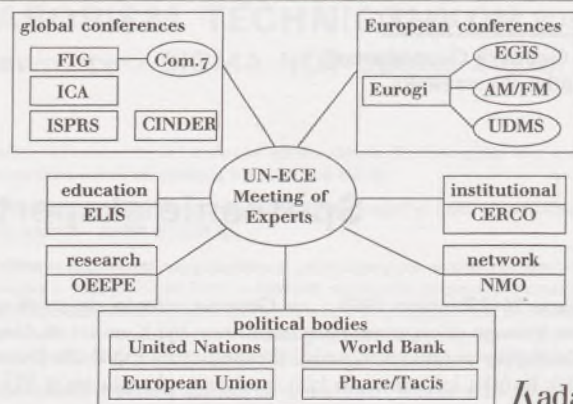 global conferences
FIG
Com.7
ICA
ISPRS
CINDER
European conferences
EGIS
Eurogi
AM/FM
UDMS
UN-ECE
Meeting of
Experts
education
ELIS
institutional
CERCO
research
OEEPE
network
NMO
political bodies
United Nations
World Bank
European Union
Phare/Tacis